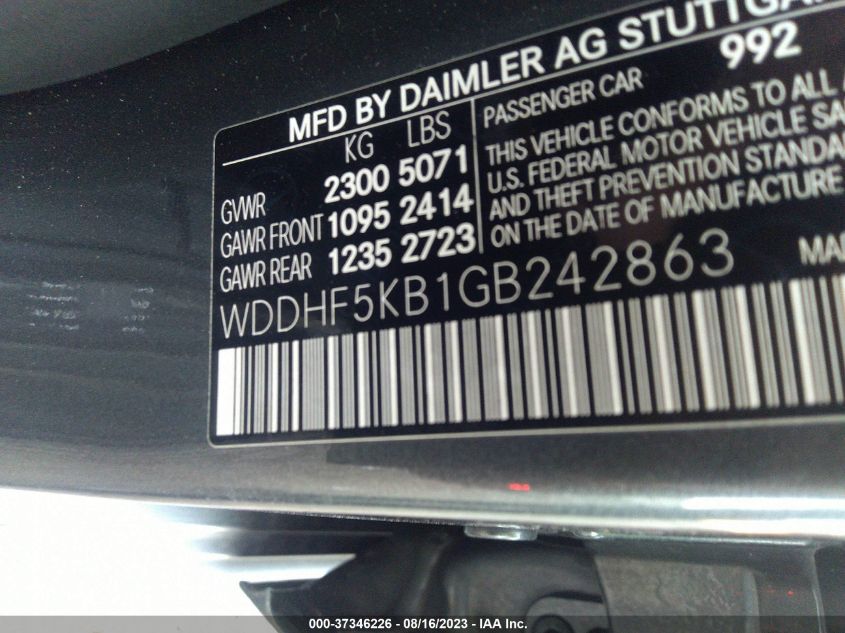 MFD BY DAIMLER AG STUTTGA
992
KG LBS
GVWR 2300 5071
GAWR FRONT 1095 2414
GAWR REAR 1235 2723
PASSENGER CAR
THIS VEHICLE CONFORMS TO ALL A
U.S. FEDERAL MOTOR VEHICLE SA
AND THEFT PREVENTION STANDA
ON THE DATE OF MANUFACTURE
WDDHF5KB1GB242863
MA
000-37346226 - 08/16/2023 - IAA Inc.